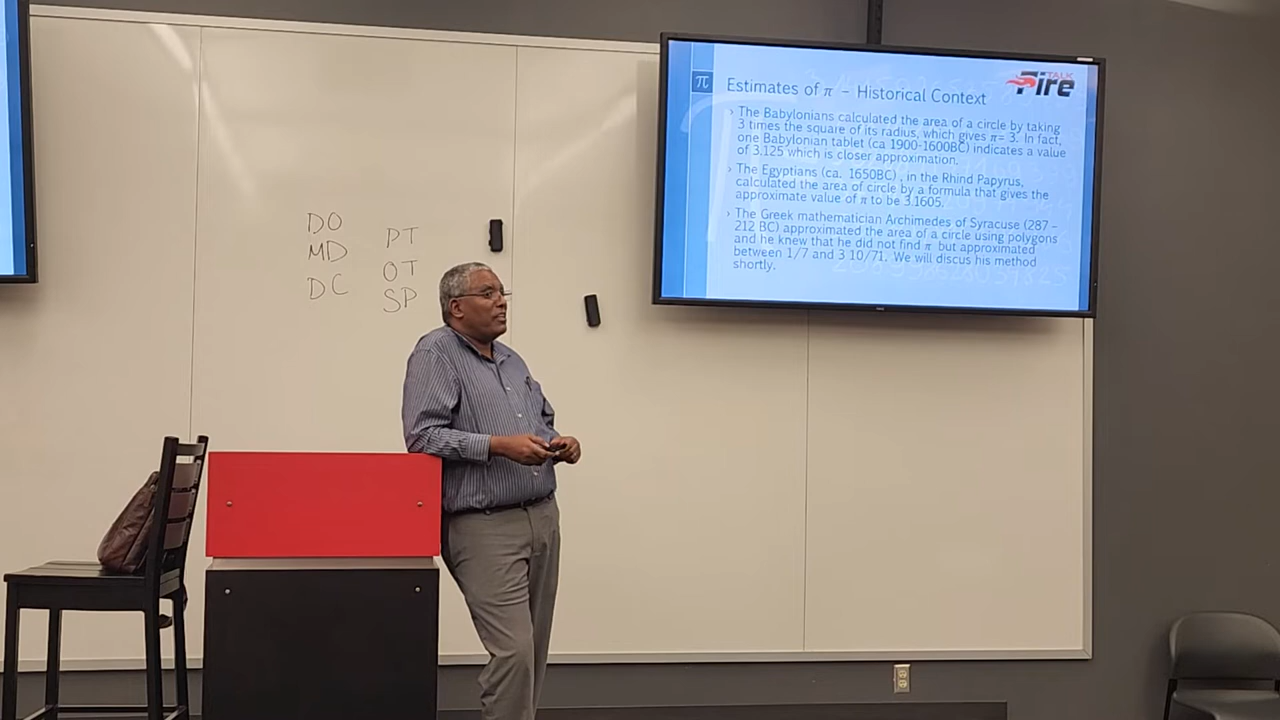 DO
MD
DC
PT
OT
SP
π
Estimates of π – Historical Context
TALK
Fire
› The Babylonians calculated the area of a circle by taking
3 times the square of its radius, which gives π= 3. In fact,
one Babylonian tablet (ca 1900-1600BC) indicates a value
of 3.125 which is closer approximation.
› The Egyptians (ca. 1650BC) , in the Rhind Papyrus,
calculated the area of circle by a formula that gives the
approximate value of π to be 3.1605.
› The Greek mathematician Archimedes of Syracuse (287 –
212 BC) approximated the area of a circle using polygons
and he knew that he did not find π but approximated
between 1/7 and 3 10/71. We will discus his method
shortly.